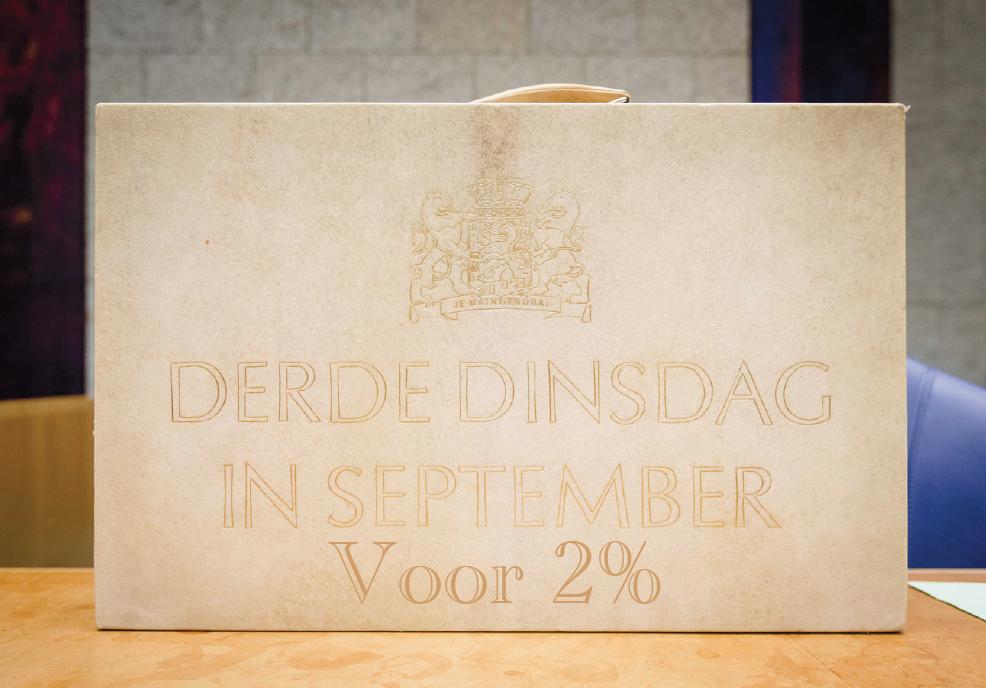 JE MAINTIENDRAI
DERDE DINSDAG
IN SEPTEMBER
Voor 2%